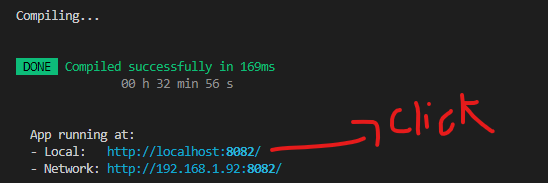 Compiling...
DONE Compiled successfully in 169ms
00 h 32 min 56 s
App running at:
- Local: http://localhost:8082/
click
- Network: http://192.168.1.92:8082/